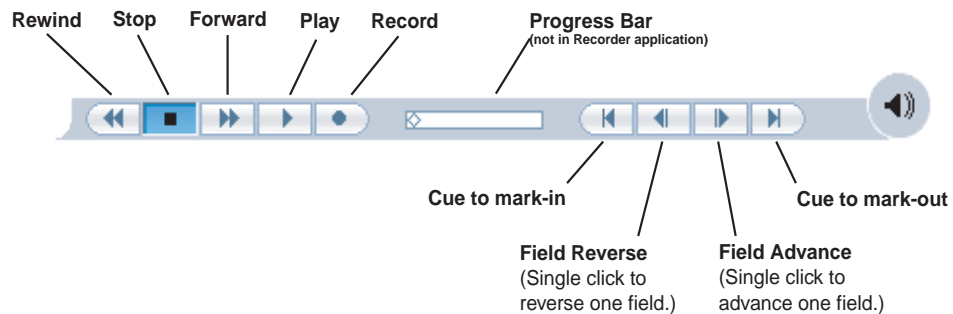 Rewind
Stop
Forward
Play
Record
Progress Bar
(not in Recorder application)
Cue to mark-in
Cue to mark-out
Field Reverse
(Single click to
reverse one field.)
Field Advance
(Single click to
advance one field.)